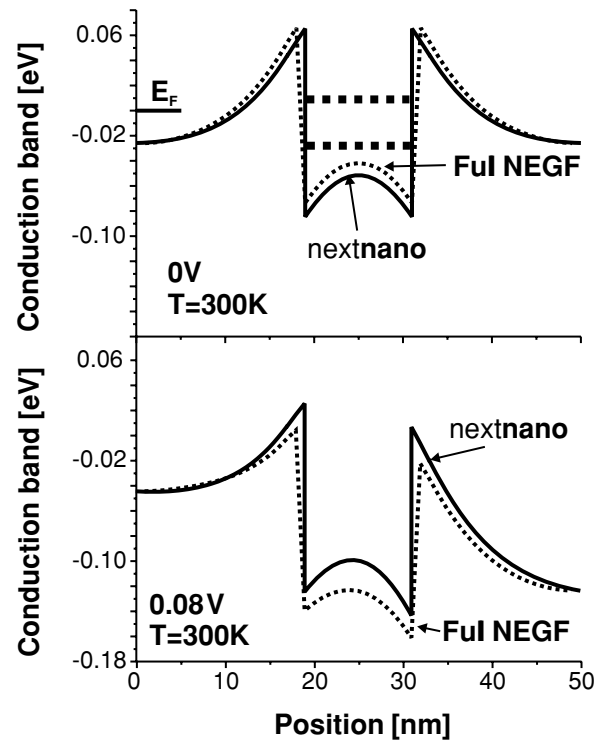 Conduction band [eV]
0.06
-0.02
-0.10
E_F
Ful NEGF
nextnano
0V
T=300K
Conduction band [eV]
0.06
-0.02
-0.10
-0.18
nextnano
Ful NEGF
0.08V
T=300K
0 10 20 30 40 50
Position [nm]